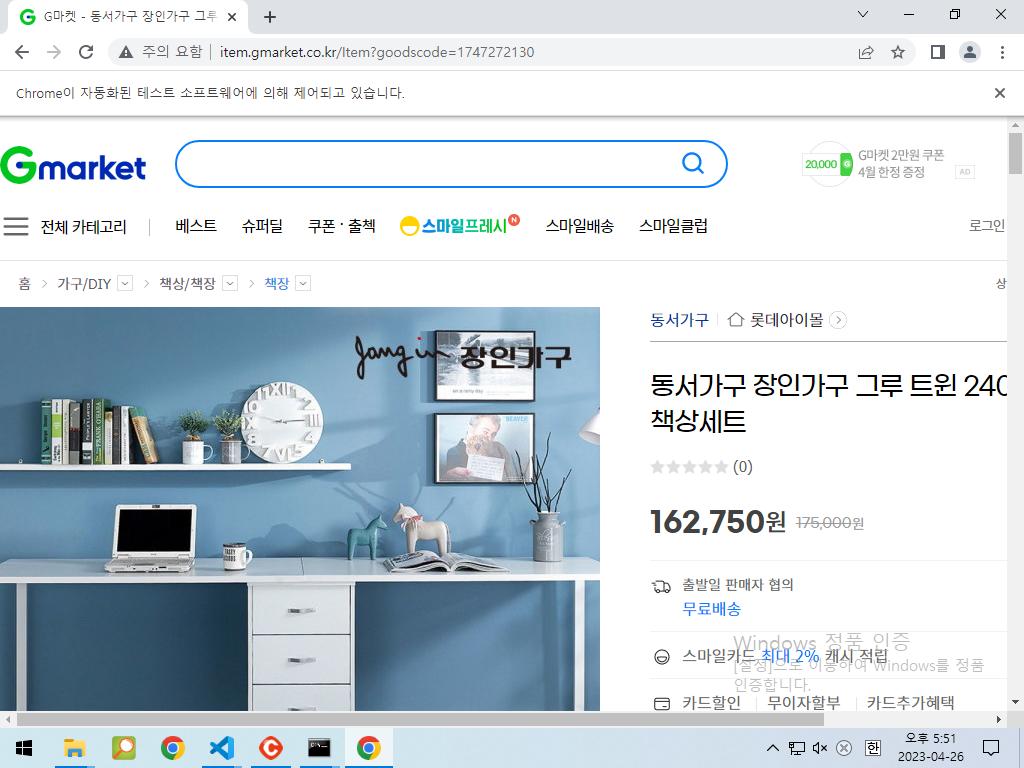 G마켓 - 동서가구 장인가구 그루
주의 요함
item.gmarket.co.kr/Item?goodscode=1747272130
Chrome이 자동화된 테스트 소프트웨어에 의해 제어되고 있습니다.
Gmarket
20,000
G마켓 2만원 쿠폰
4월 한정 증정
AD
전체 카테고리
베스트
슈퍼딜
쿠폰·출첵
스마일프레시
N
스마일배송
스마일클럽
로그인
홈
가구/DIY
책상/책장
책장
상
Jang in 장인가구
BEAVER
동서가구
롯데아이몰
동서가구 장인가구 그루 트윈 240
책상세트
(0)
162,750원
175,000원
출발일 판매자 협의
무료배송
스마일카드 최대 2% 캐시 적립
카드할인
무이자할부
카드추가혜택
Windows 정품 인증
[설정]으로 이동하여 Windows를 정품
인증합니다.
한
오후 5:51
2023-04-26